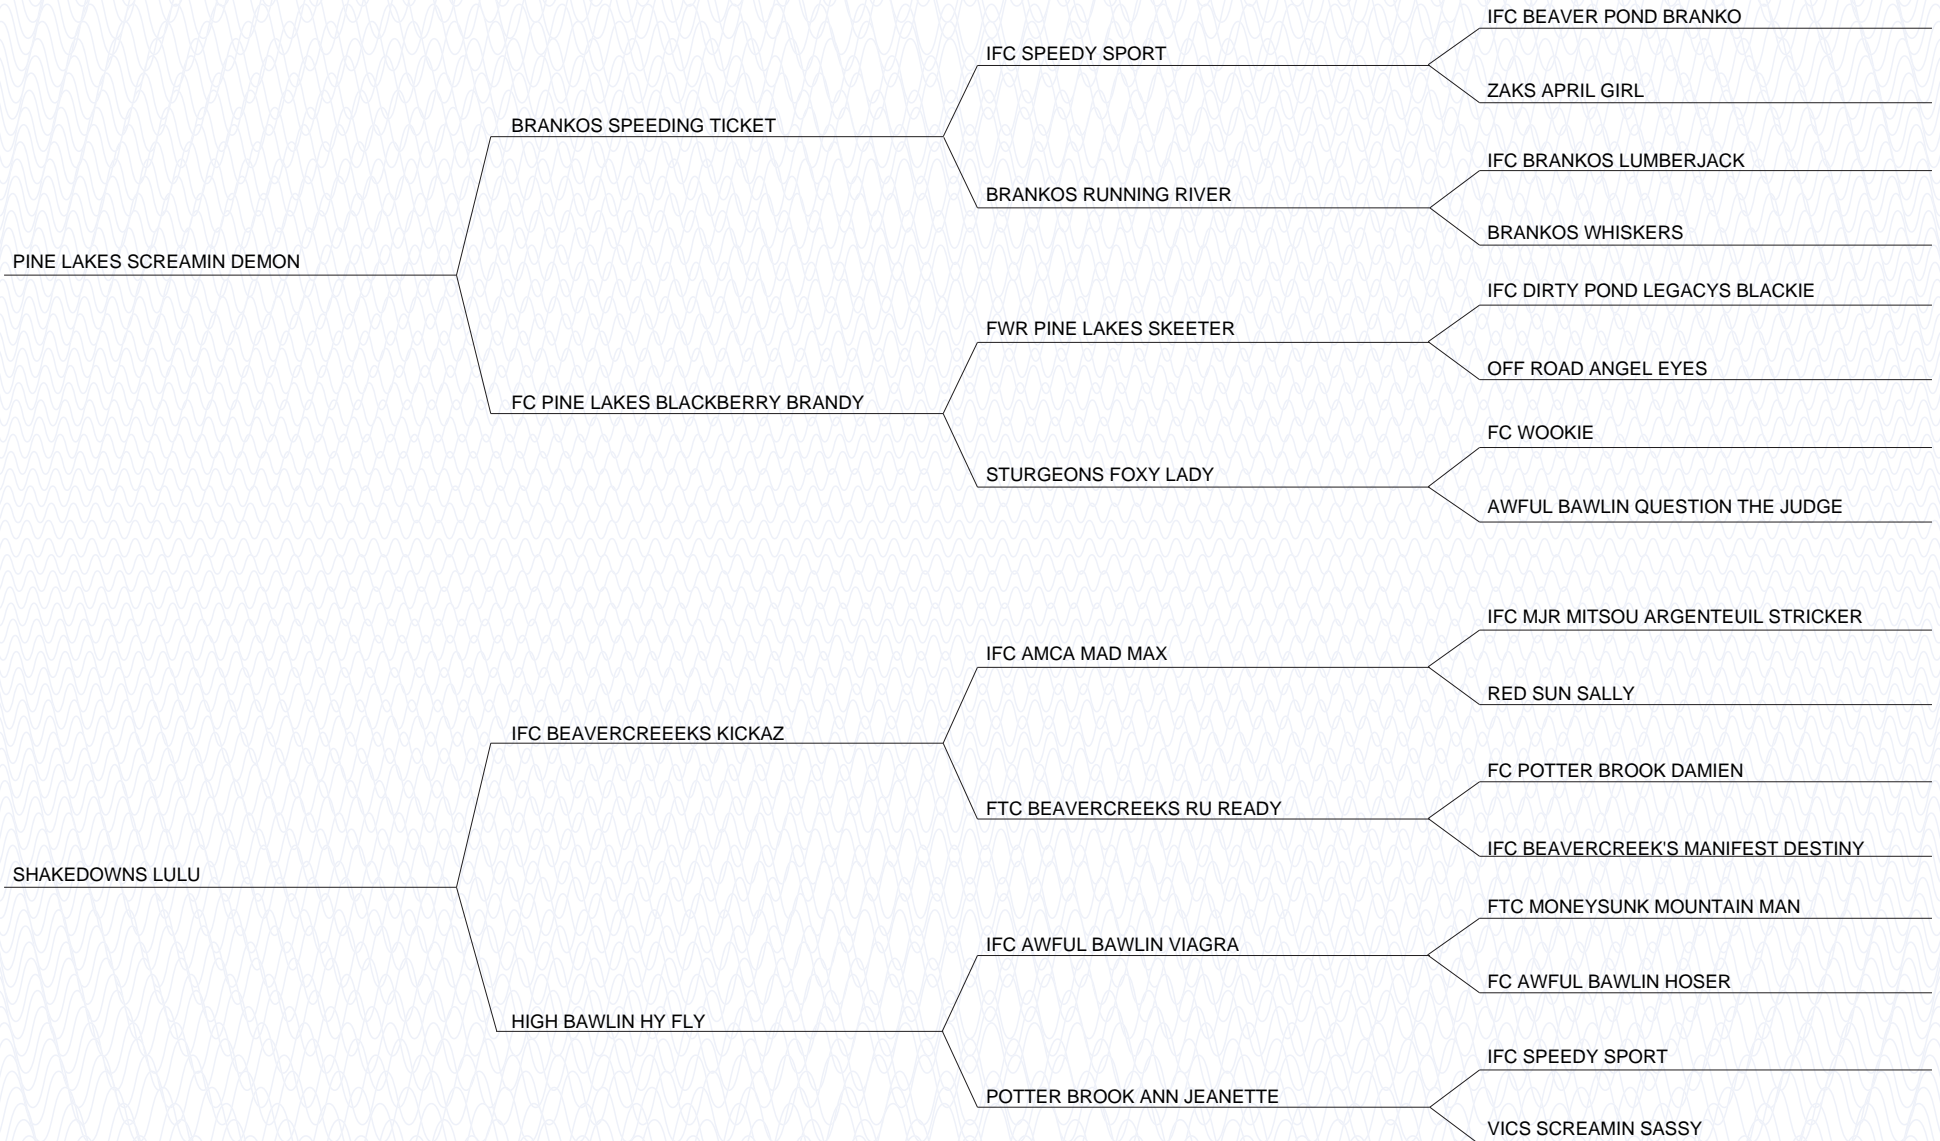 IFC BEAVER POND BRANKO
IFC SPEEDY SPORT
ZAKS APRIL GIRL
BRANKOS SPEEDING TICKET
IFC BRANKOS LUMBERJACK
BRANKOS RUNNING RIVER
BRANKOS WHISKERS
PINE LAKES SCREAMIN DEMON
IFC DIRTY POND LEGACYS BLACKIE
FWR PINE LAKES SKEETER
OFF ROAD ANGEL EYES
FC PINE LAKES BLACKBERRY BRANDY
FC WOOKIE
STURGEONS FOXY LADY
AWFUL BAWLIN QUESTION THE JUDGE
IFC MJR MITSOU ARGENTEUIL STRICKER
IFC AMCA MAD MAX
RED SUN SALLY
IFC BEAVERCREEEKS KICKAZ
FC POTTER BROOK DAMIEN
FTC BEAVERCREEKS RU READY
IFC BEAVERCREEK'S MANIFEST DESTINY
SHAKEDOWNS LULU
FTC MONEYSUNK MOUNTAIN MAN
IFC AWFUL BAWLIN VIAGRA
FC AWFUL BAWLIN HOSER
HIGH BAWLIN HY FLY
IFC SPEEDY SPORT
POTTER BROOK ANN JEANETTE
VICS SCREAMIN SASSY